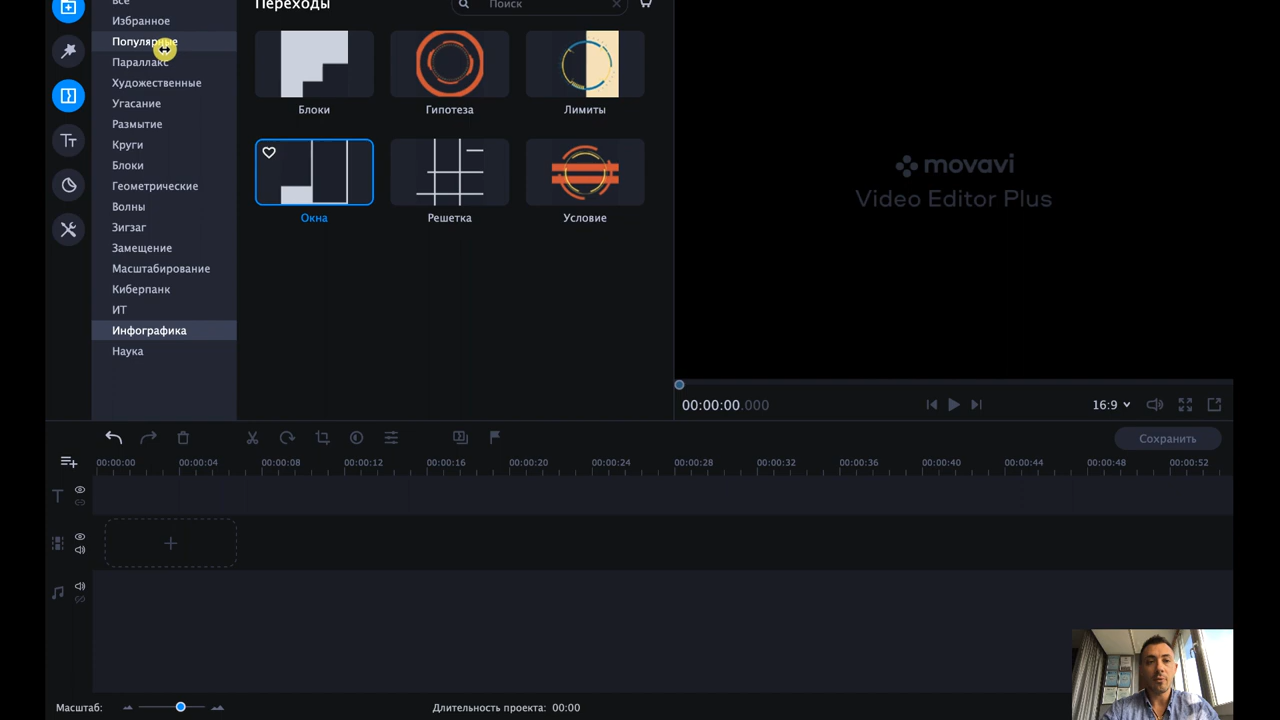 Все
Избранное
Популярные
Параллакс
Художественные
Угасание
Размытие
Круги
Блоки
Геометрические
Волны
Зигзаг
Замещение
Масштабирование
Киберпанк
ИТ
Инфографика
Наука
Переходы
Поиск
Блоки
Гипотеза
Лимиты
Окна
Решетка
Условие
movavi
Video Editor Plus
00:00:00.000
16:9
Сохранить
00:00:00 00:00:04 00:00:08 00:00:12 00:00:16 00:00:20 00:00:24 00:00:28 00:00:32 00:00:36 00:00:40 00:00:44 00:00:48 00:00:52
Масштаб:
Длительность проекта: 00:00